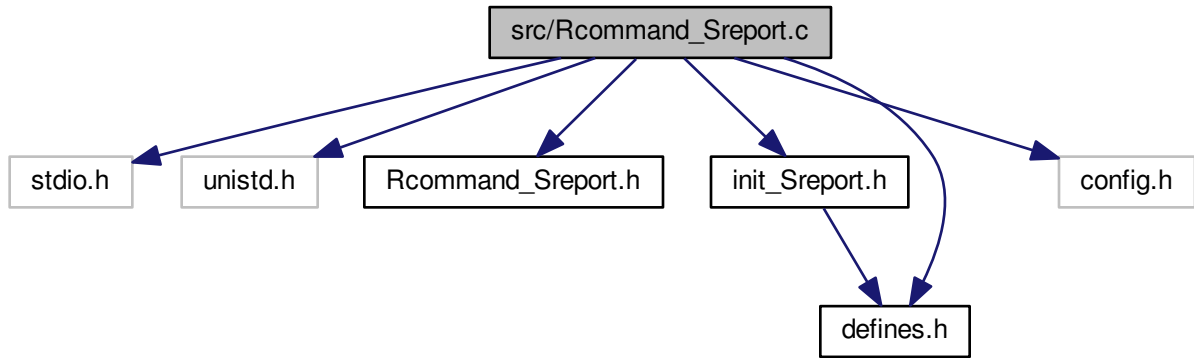 src/Rcommand_Sreport.c
stdio.h
unistd.h
Rcommand_Sreport.h
init_Sreport.h
config.h
defines.h